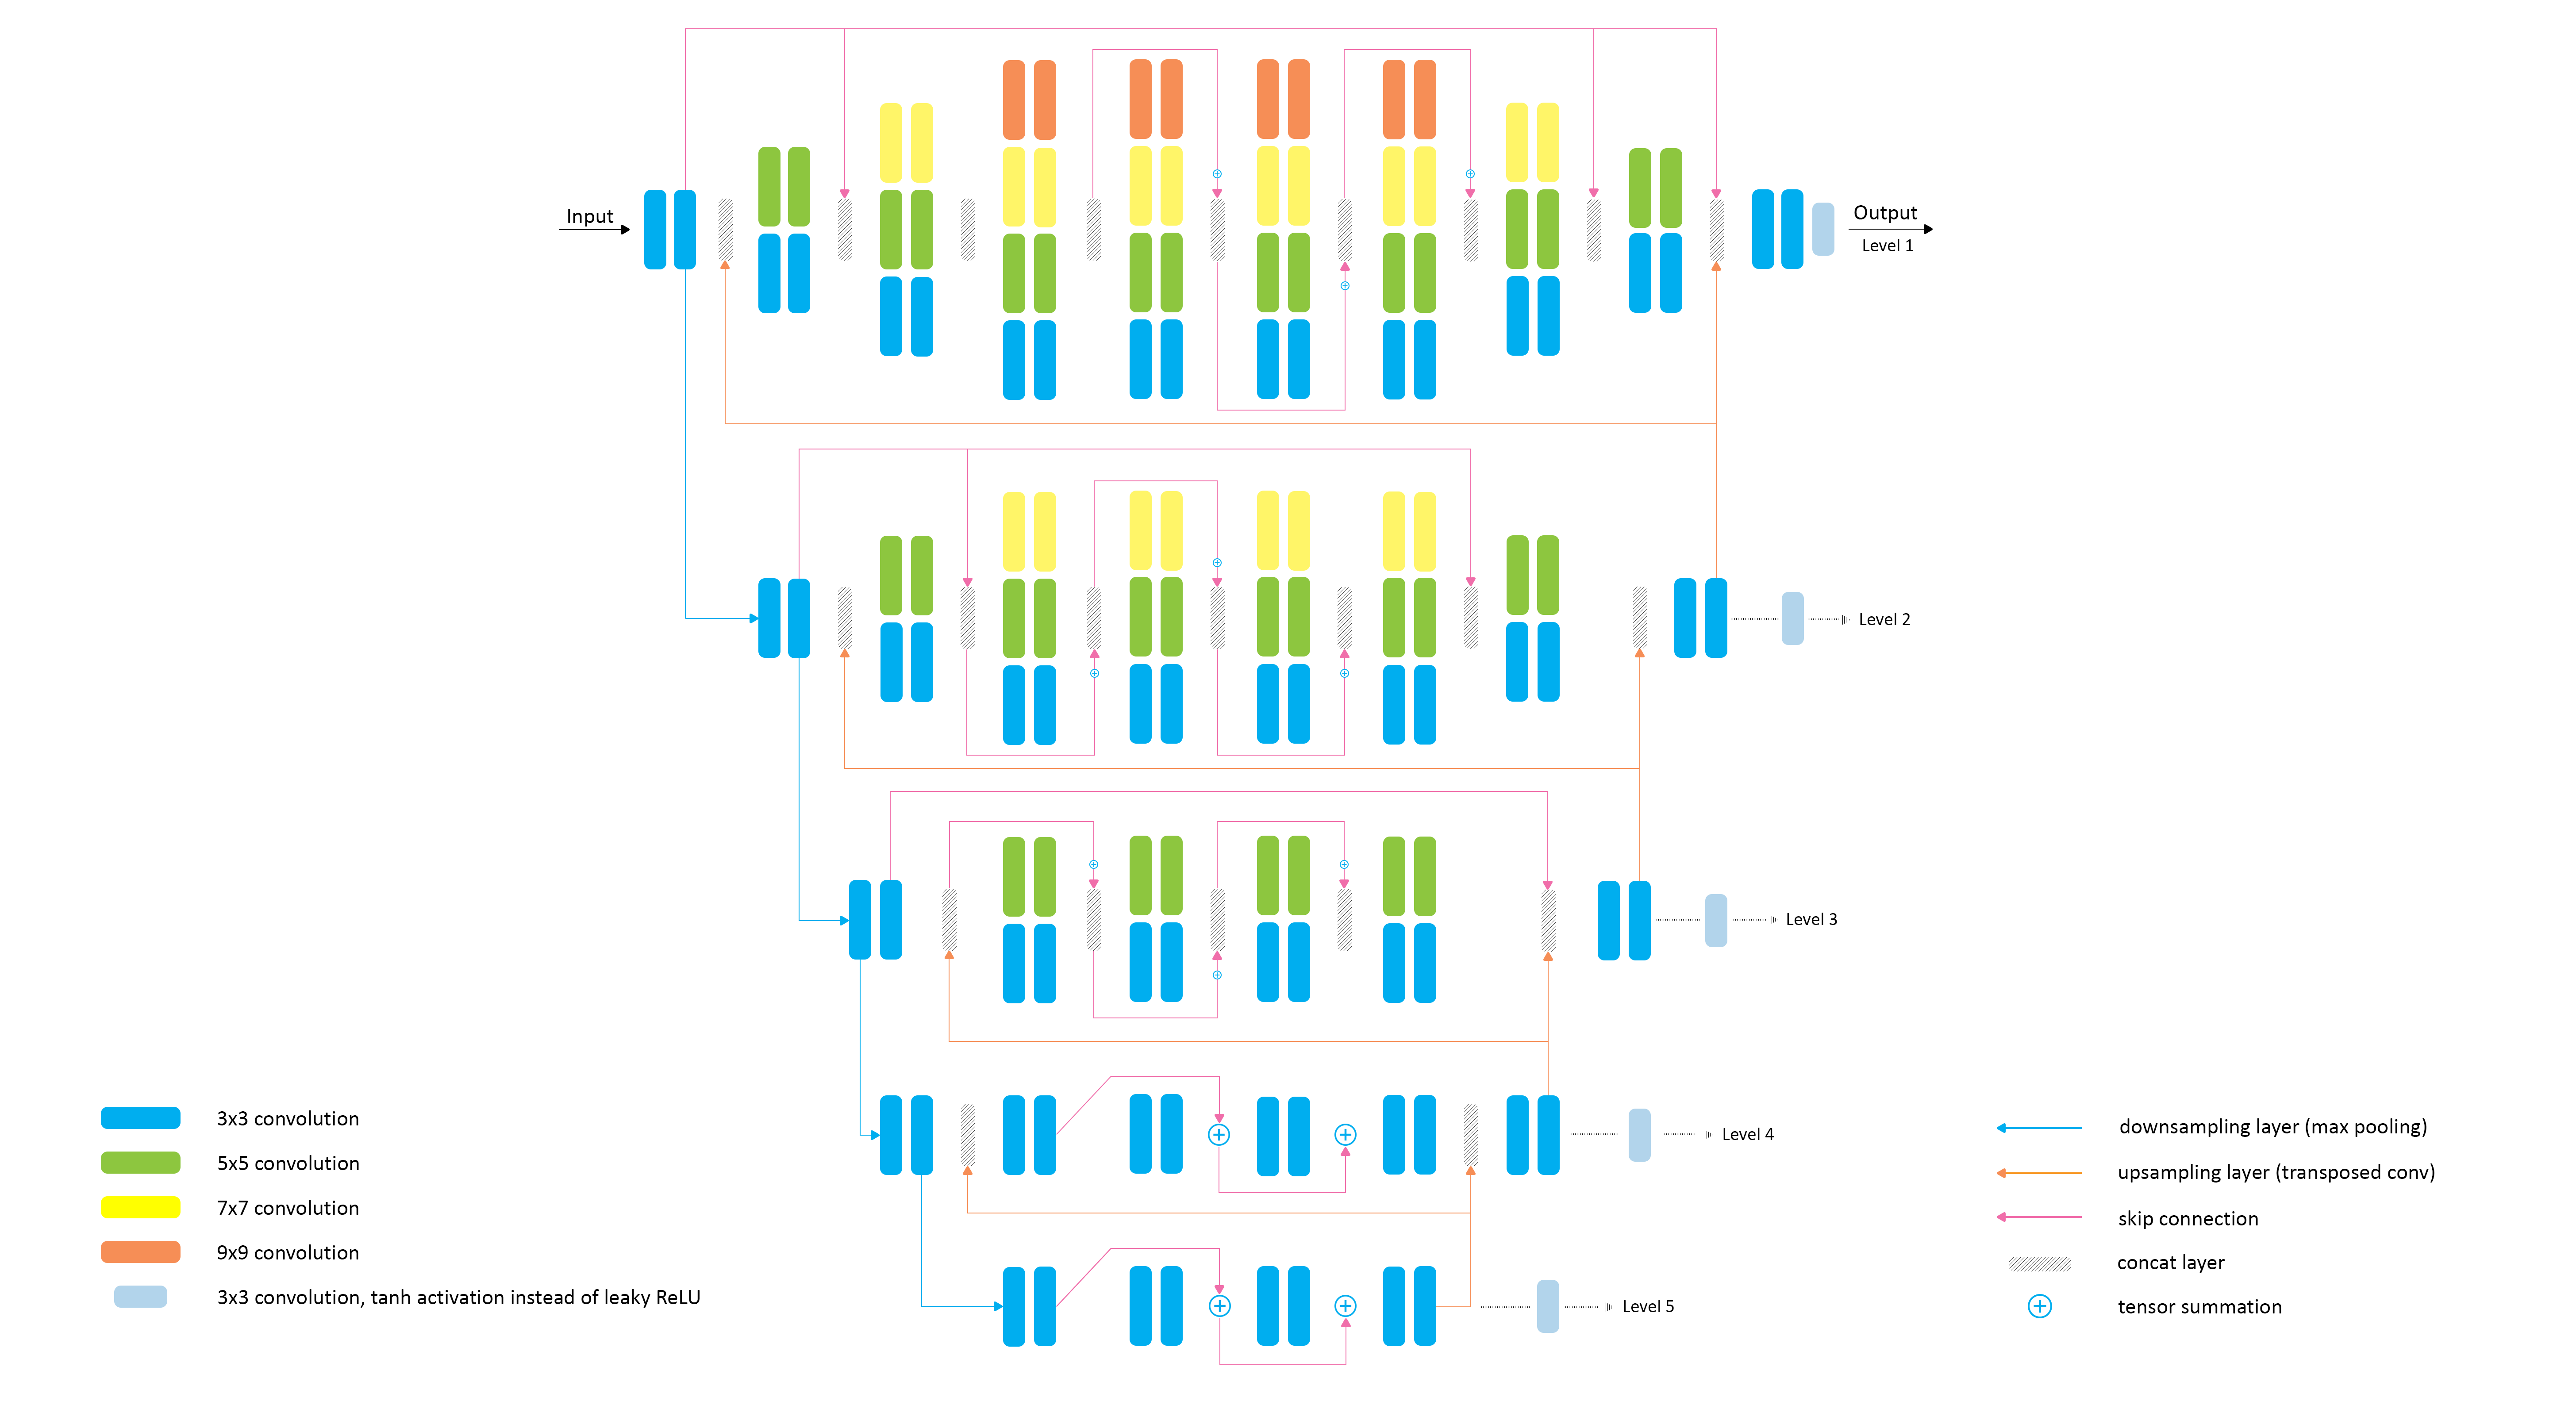 Input
Output
Level 1
Level 2
Level 3
Level 4
Level 5
3x3 convolution
5x5 convolution
7x7 convolution
9x9 convolution
3x3 convolution, tanh activation instead of leaky ReLU
downsampling layer (max pooling)
upsampling layer (transposed conv)
skip connection
concat layer
tensor summation